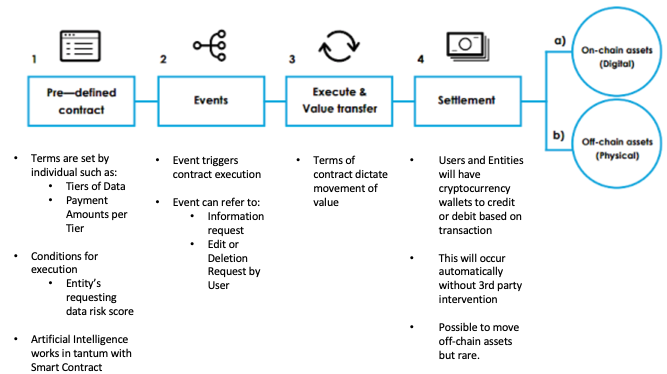 1
Pre—defined
contract
2
Events
3
Execute &
Value transfer
4
Settlement
a)
On-chain assets
(Digital)
b)
Off-chain assets
(Physical)
• Terms are set by
individual such as:
• Tiers of Data
• Payment
Amounts per
Tier
• Conditions for
execution
• Entity's
requesting
data risk score
• Artificial Intelligence
works in tantum with
Smart Contract
• Event triggers
contract execution
• Event can refer to:
• Information
request
• Edit or
Deletion
Request by
User
• Terms of
contract dictate
movement of
value
• Users and Entities
will have
cryptocurrency
wallets to credit
or debit based on
transaction
• This will occur
automatically
without 3rd party
intervention
• Possible to move
off-chain assets
but rare.